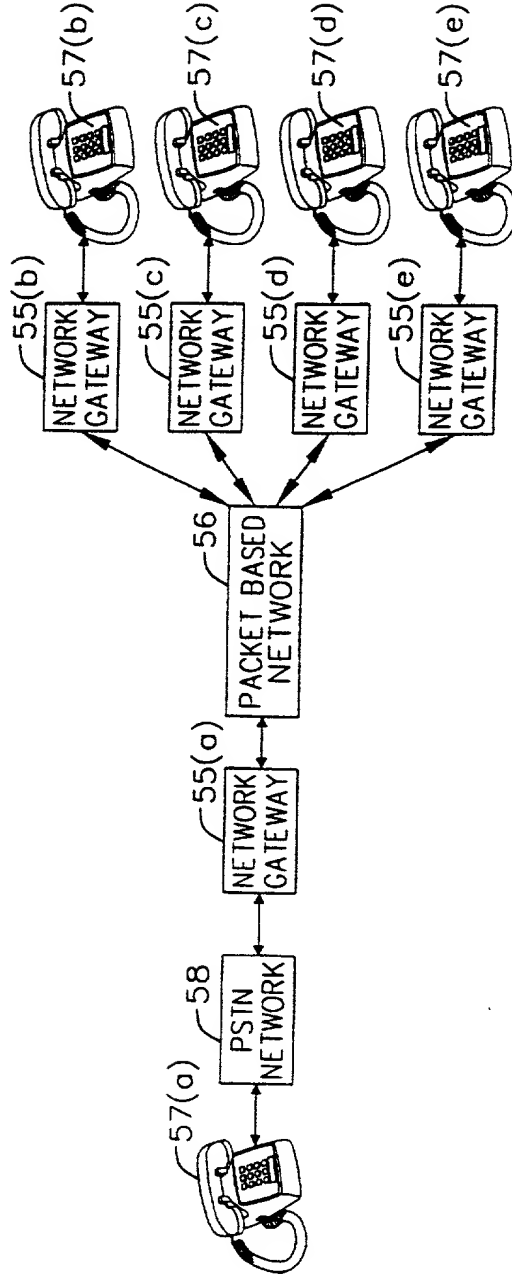 57(a)
58
PSTN
NETWORK
55(a)
NETWORK
GATEWAY
56
PACKET BASED
NETWORK
55(b)
NETWORK
GATEWAY
57(b)
55(c)
NETWORK
GATEWAY
57(c)
55(d)
NETWORK
GATEWAY
57(d)
55(e)
NETWORK
GATEWAY
57(e)